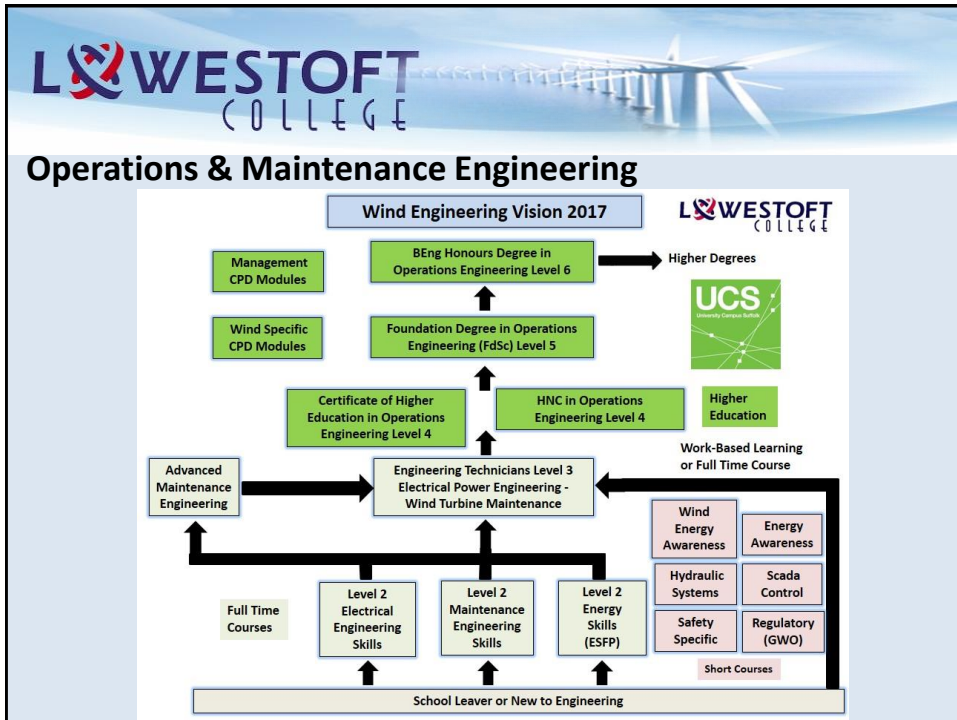 LOWESTOFT
COLLEGE
Operations & Maintenance Engineering
Wind Engineering Vision 2017
LOWESTOFT
COLLEGE
Management
CPD Modules
BEng Honours Degree in
Operations Engineering Level 6
Higher Degrees
UCS
University Campus Suffolk
Wind Specific
CPD Modules
Foundation Degree in Operations
Engineering (FdSc) Level 5
Certificate of Higher
Education in Operations
Engineering Level 4
HNC in Operations
Engineering Level 4
Higher
Education
Work-Based Learning
or Full Time Course
Advanced
Maintenance
Engineering
Engineering Technicians Level 3
Electrical Power Engineering -
Wind Turbine Maintenance
Wind
Energy
Awareness
Energy
Awareness
Hydraulic
Systems
Scada
Control
Safety
Specific
Regulatory
(GWO)
Short Courses
Full Time
Courses
Level 2
Electrical
Engineering
Skills
Level 2
Maintenance
Engineering
Skills
Level 2
Energy
Skills
(ESFP)
School Leaver or New to Engineering